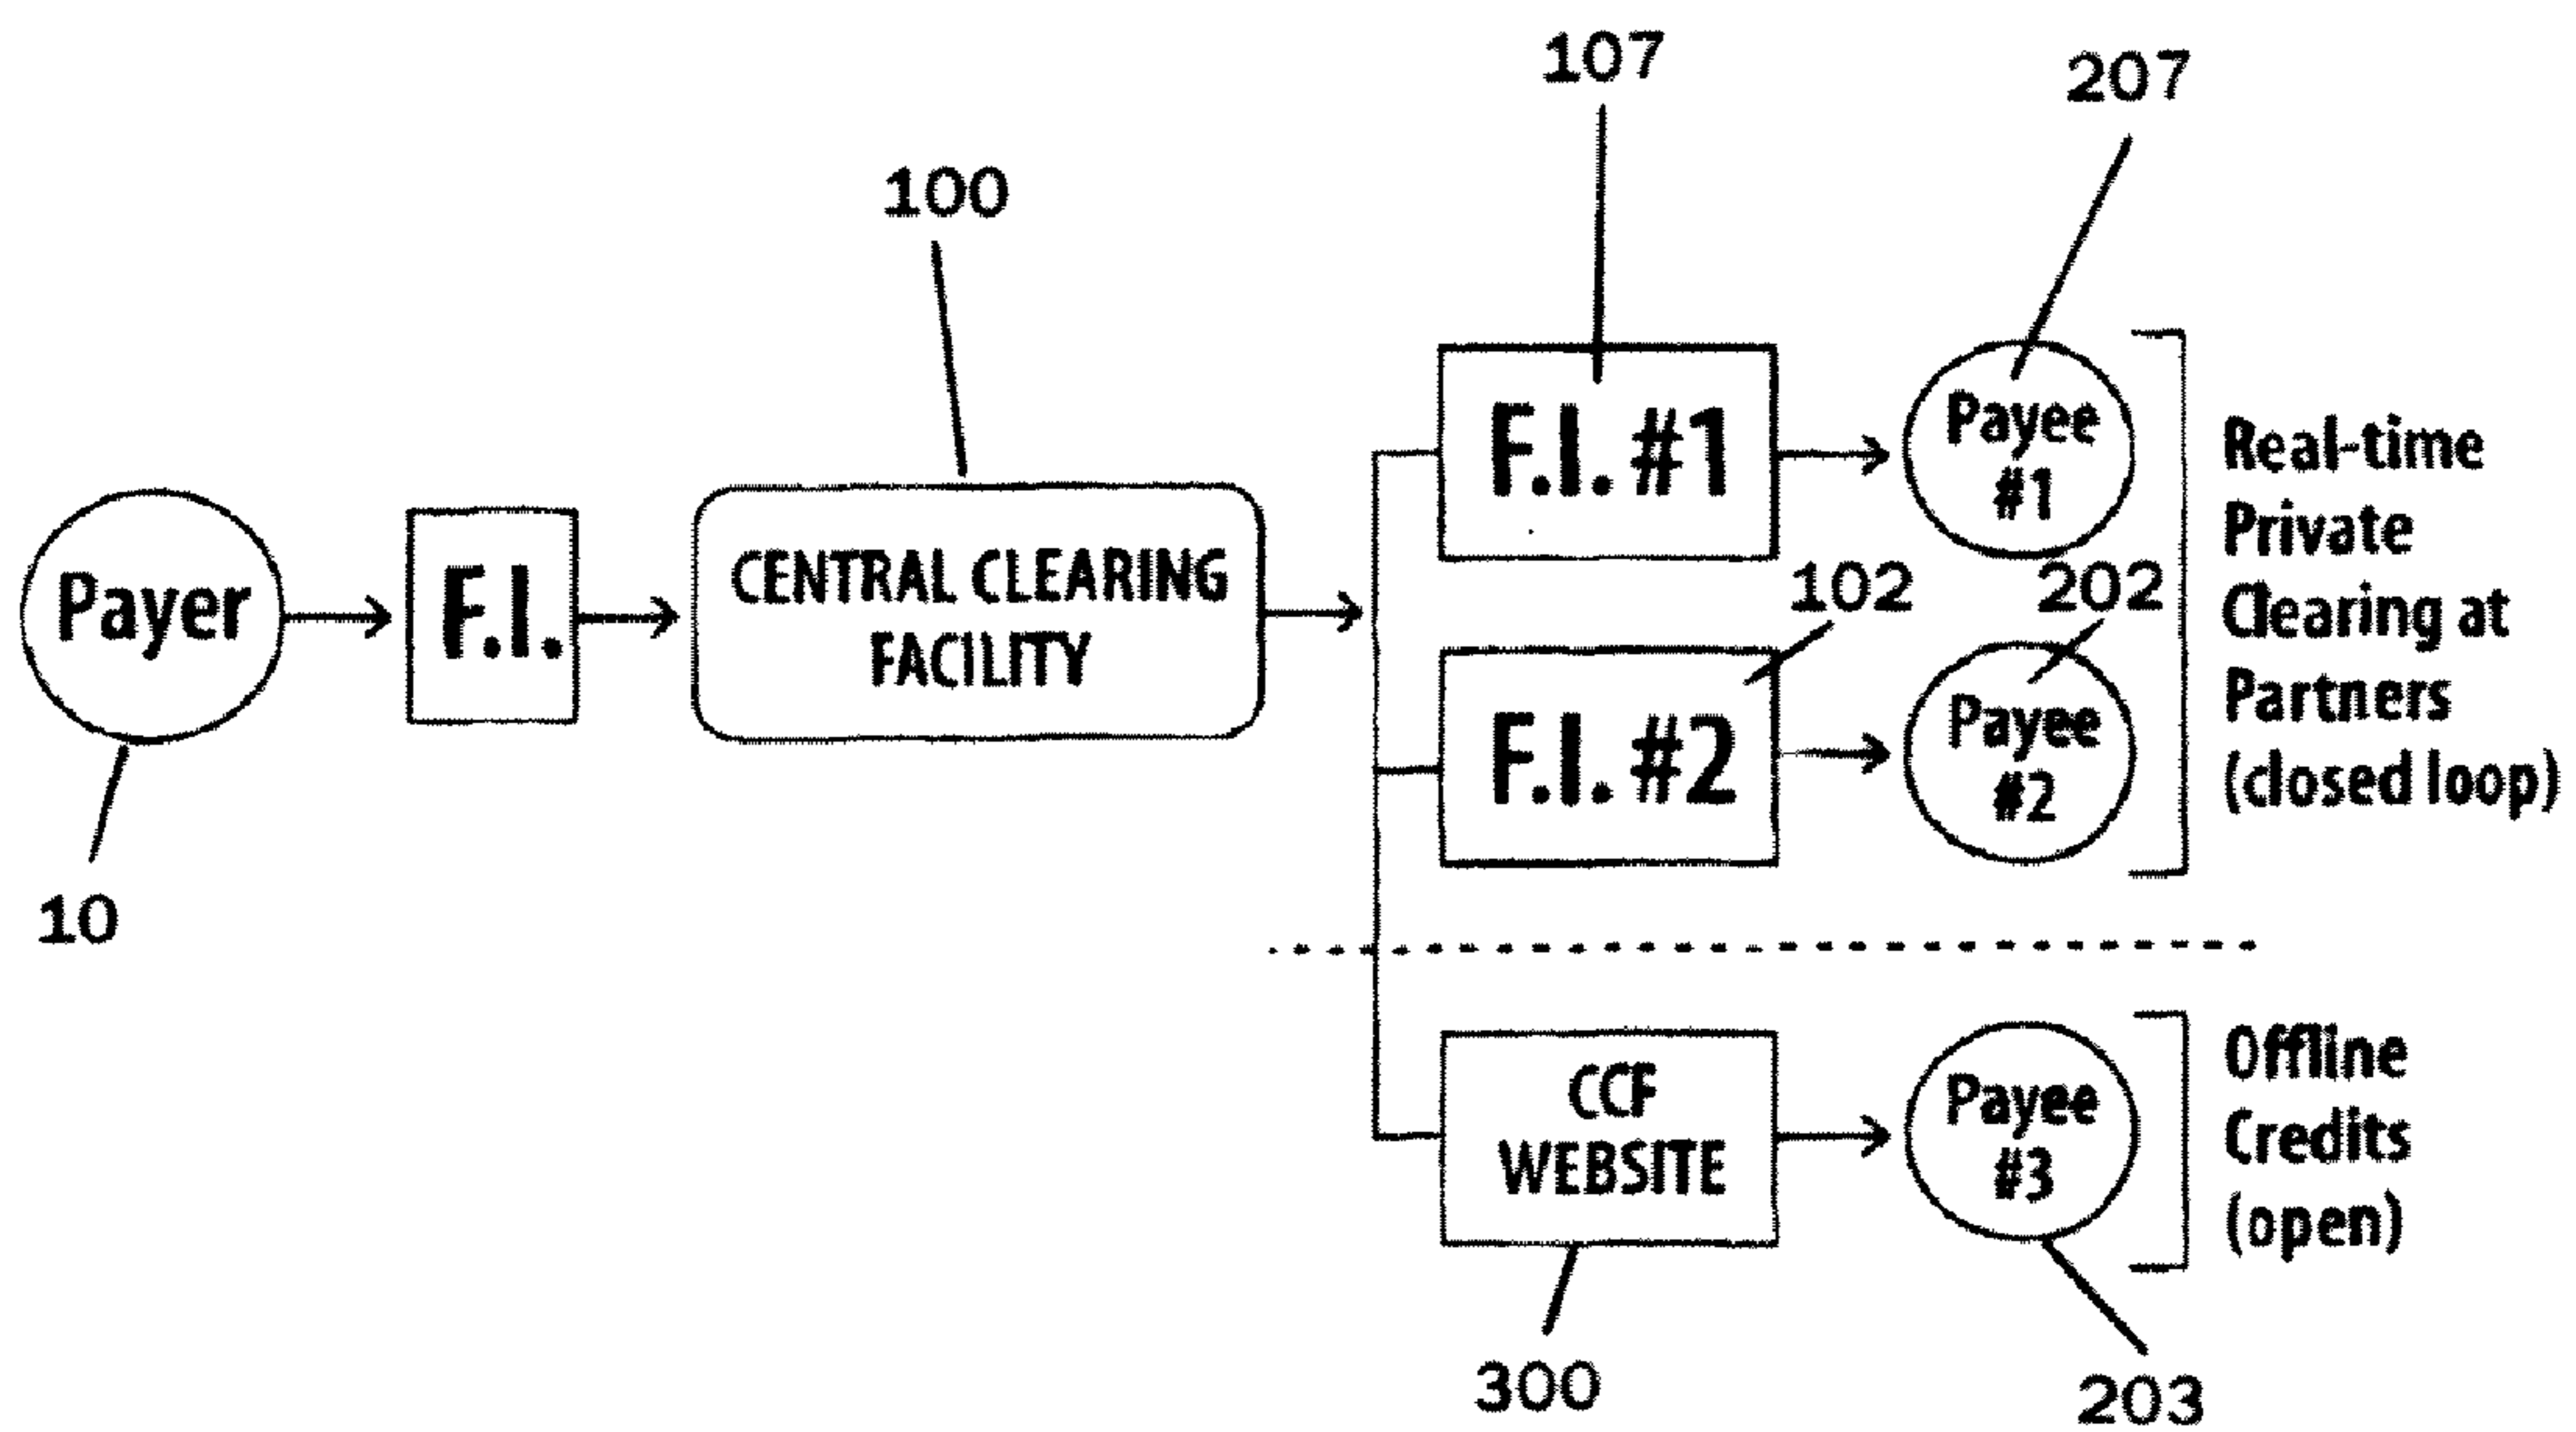 107
207
100
F.I. #1
Payee
#1
Real-time
Private
Clearing at
Partners
(closed loop)
Payer
F.I.
CENTRAL CLEARING
FACILITY
102
202
F.I. #2
Payee
#2
10
CCF
WEBSITE
Payee
#3
Offline
Credits
(open)
300
203